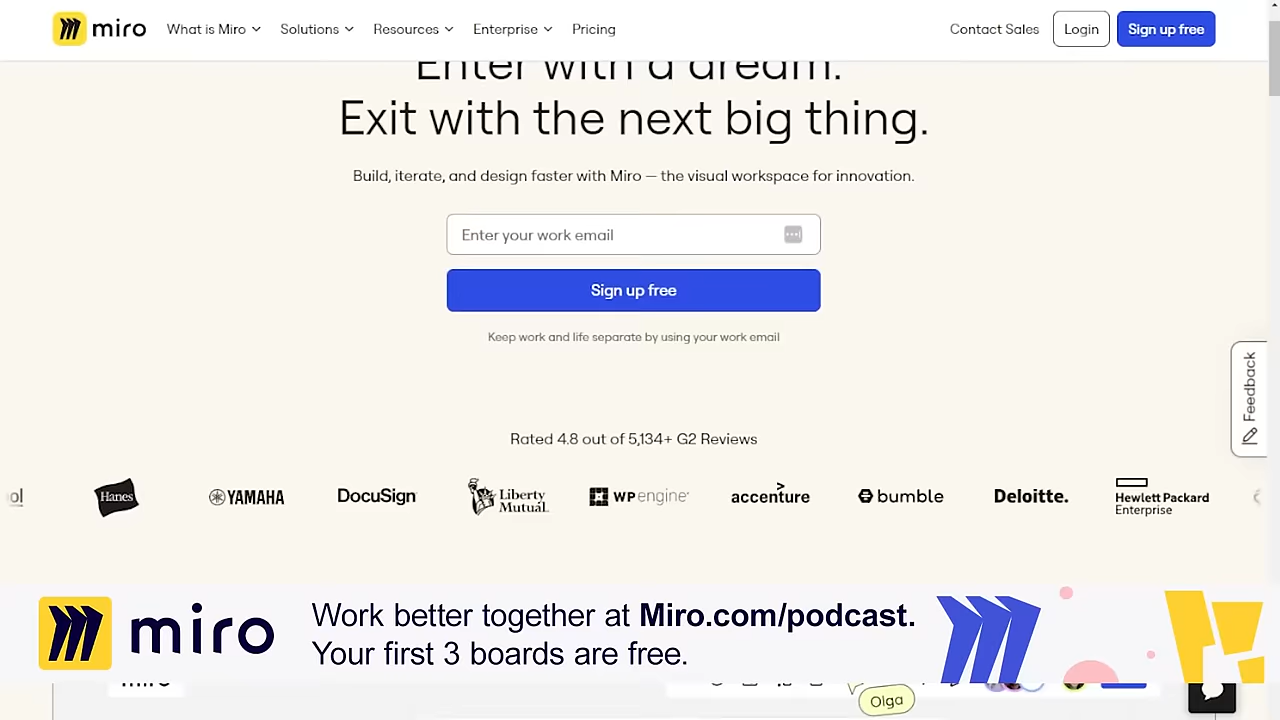 miro What is Miro Solutions Resources Enterprise Pricing Contact Sales Login Sign up free
Enter with a dream.
Exit with the next big thing.
Build, iterate, and design faster with Miro — the visual workspace for innovation.
Enter your work email
Sign up free
Keep work and life separate by using your work email
Feedback
Rated 4.8 out of 5,134+ G2 Reviews
Hanes YAMAHA DocuSign Liberty Mutual. WP engine accenture bumble Deloitte. Hewlett Packard Enterprise
miro
Work better together at Miro.com/podcast.
Your first 3 boards are free.
miro
Olga